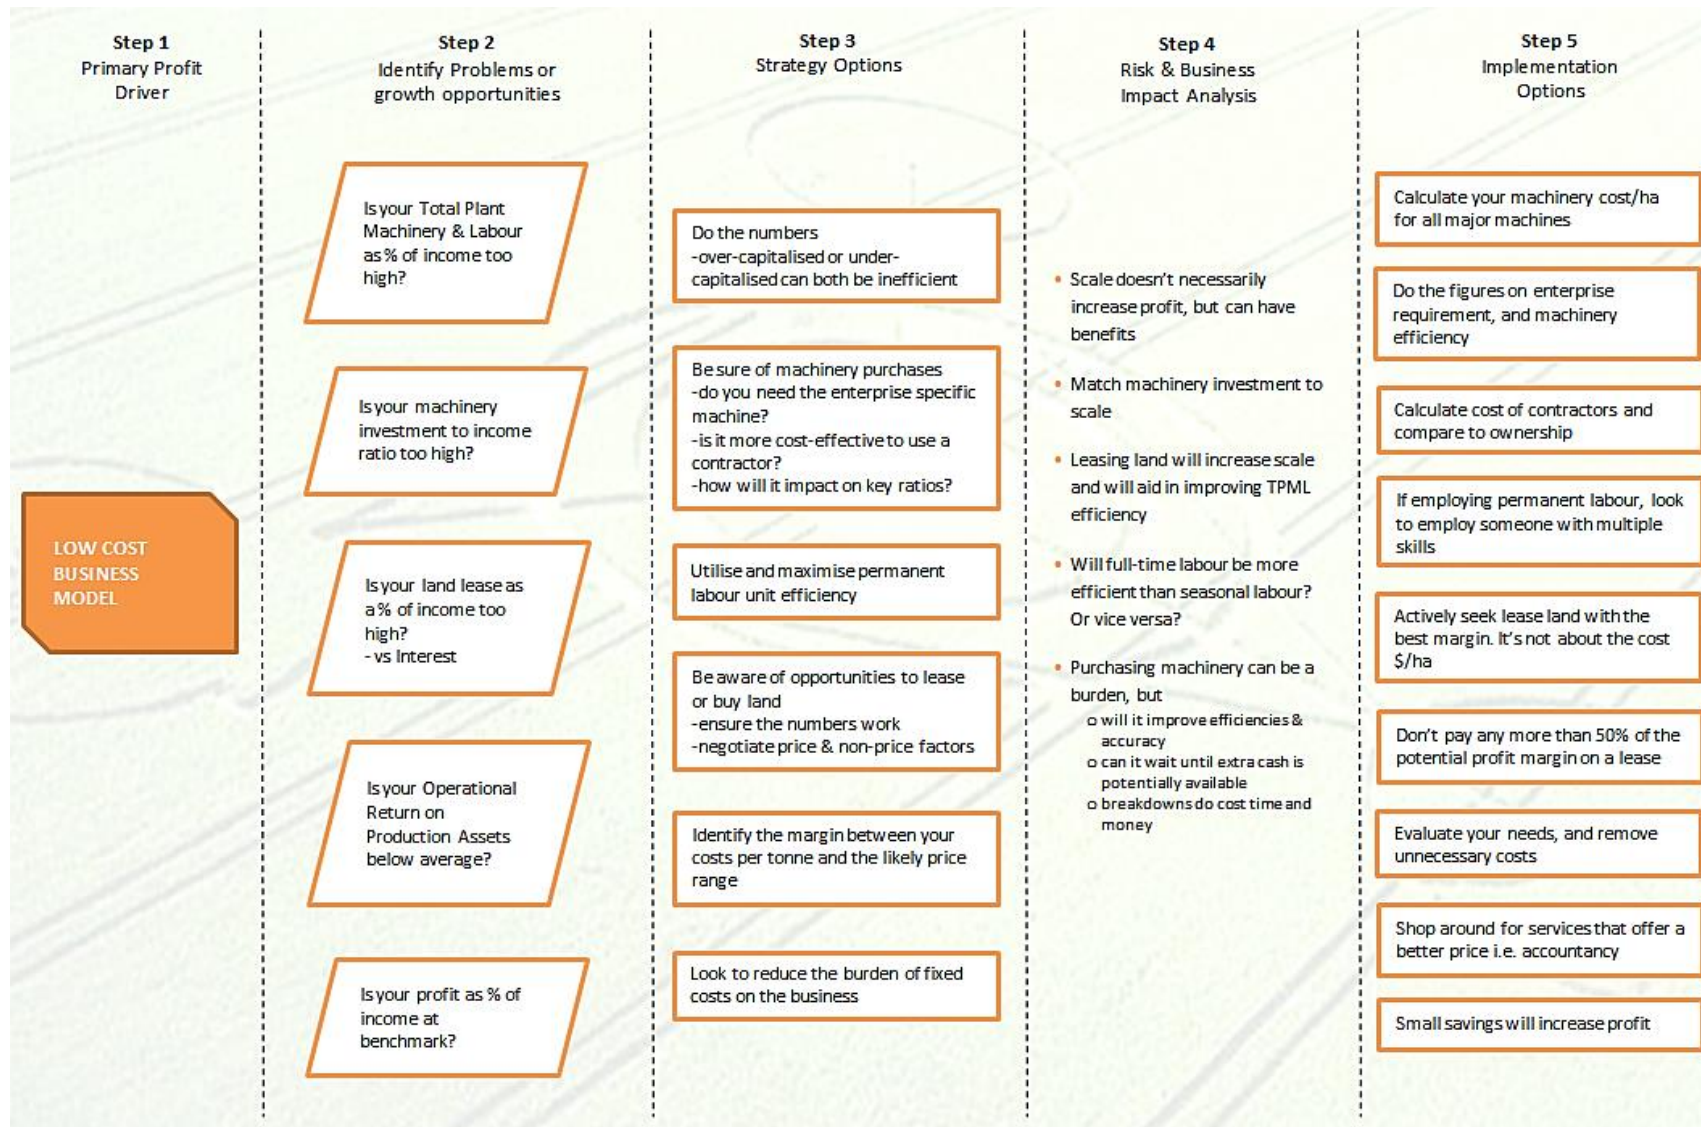 Step 1
Primary Profit
Driver
Step 2
Identify Problems or
growth opportunities
Step 3
Strategy Options
Step 4
Risk & Business
Impact Analysis
Step 5
Implementation
Options
LOW COST
BUSINESS
MODEL
Is your Total Plant
Machinery & Labour
as % of income too
high?
Is your machinery
investment to income
ratio too high?
Is your land lease as
a % of income too
high?
- vs Interest
Is your Operational
Return on
Production Assets
below average?
Is your profit as % of
income at
benchmark?
Do the numbers
-over-capitalised or under-
capitalised can both be inefficient
Be sure of machinery purchases
-do you need the enterprise specific
machine?
-is it more cost-effective to use a
contractor?
-how will it impact on key ratios?
Utilise and maximise permanent
labour unit efficiency
Be aware of opportunities to lease
or buy land
-ensure the numbers work
-negotiate price & non-price factors
Identify the margin between your
costs per tonne and the likely price
range
Look to reduce the burden of fixed
costs on the business
• Scale doesn't necessarily
increase profit, but can have
benefits
• Match machinery investment to
scale
• Leasing land will increase scale
and will aid in improving TPML
efficiency
• Will full-time labour be more
efficient than seasonal labour?
Or vice versa?
• Purchasing machinery can be a
burden, but
o will it improve efficiencies &
accuracy
o can it wait until extra cash is
potentially available
o breakdowns do cost time and
money
Calculate your machinery cost/ha
for all major machines
Do the figures on enterprise
requirement, and machinery
efficiency
Calculate cost of contractors and
compare to ownership
If employing permanent labour, look
to employ someone with multiple
skills
Actively seek lease land with the
best margin. It's not about the cost
$/ha
Don't pay any more than 50% of the
potential profit margin on a lease
Evaluate your needs, and remove
unnecessary costs
Shop around for services that offer a
better price i.e. accountancy
Small savings will increase profit